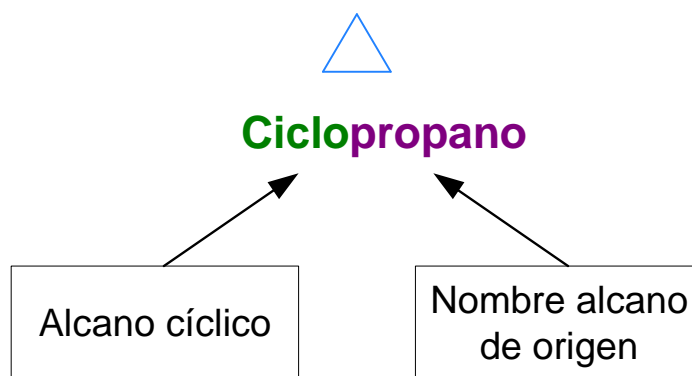 Ciclopropano
Alcano cíclico
Nombre alcano
de origen